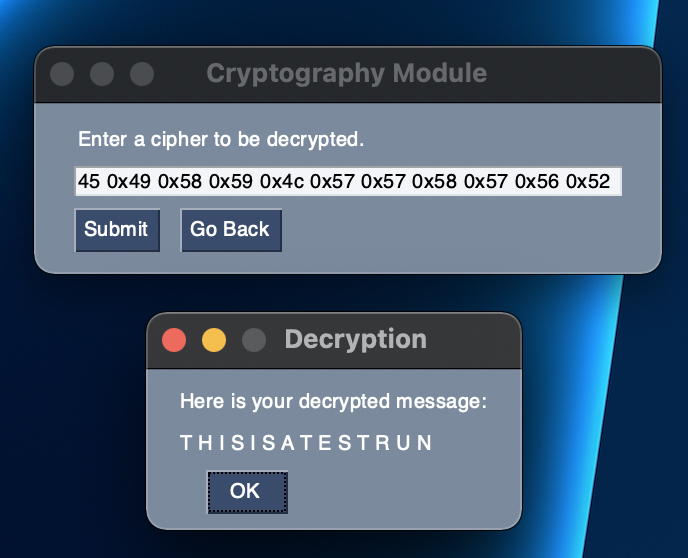 Cryptography Module
Enter a cipher to be decrypted.
45 0x49 0x58 0x59 0x4c 0x57 0x57 0x58 0x57 0x56 0x52
Submit Go Back
Decryption
Here is your decrypted message:
T H I S I S A T E S T R U N
OK